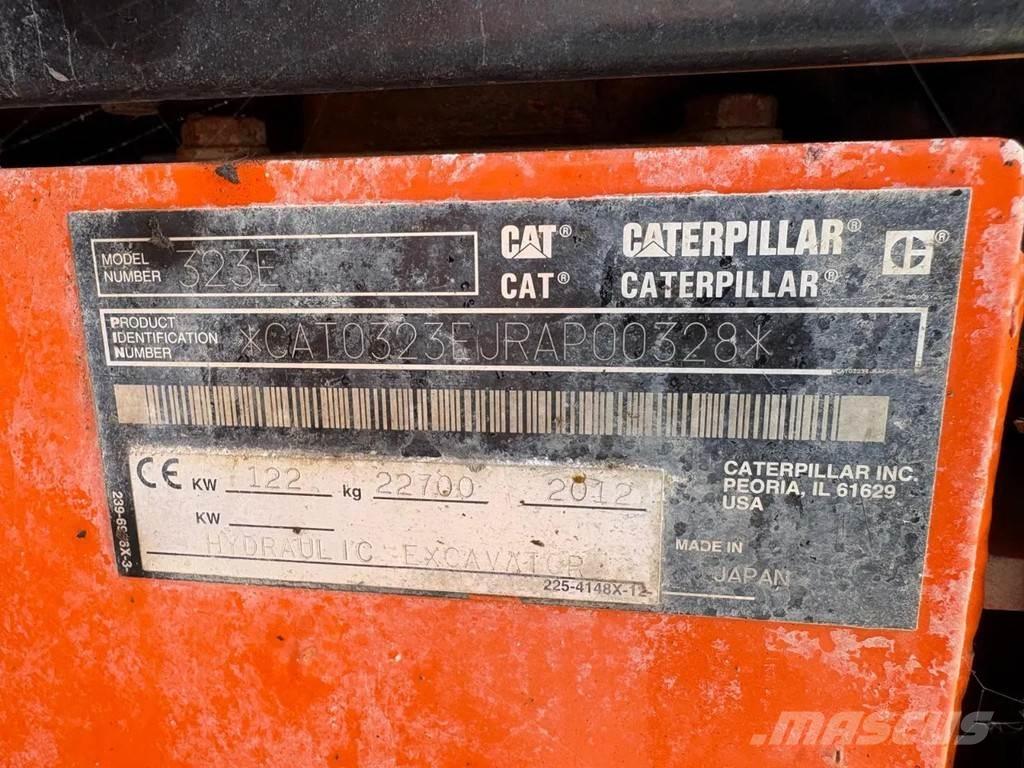 MODEL NUMBER 323E
CAT® CATERPILLAR®
CAT® CATERPILLAR®
PRODUCT IDENTIFICATION NUMBER *CAT0323EJRAP00328*
CE KW 122 kg 22700 2012
KW
HYDRAULIC EXCAVATOR
225-4148X-12
CATERPILLAR INC.
PEORIA, IL 61629
USA
MADE IN
JAPAN
MASCUS